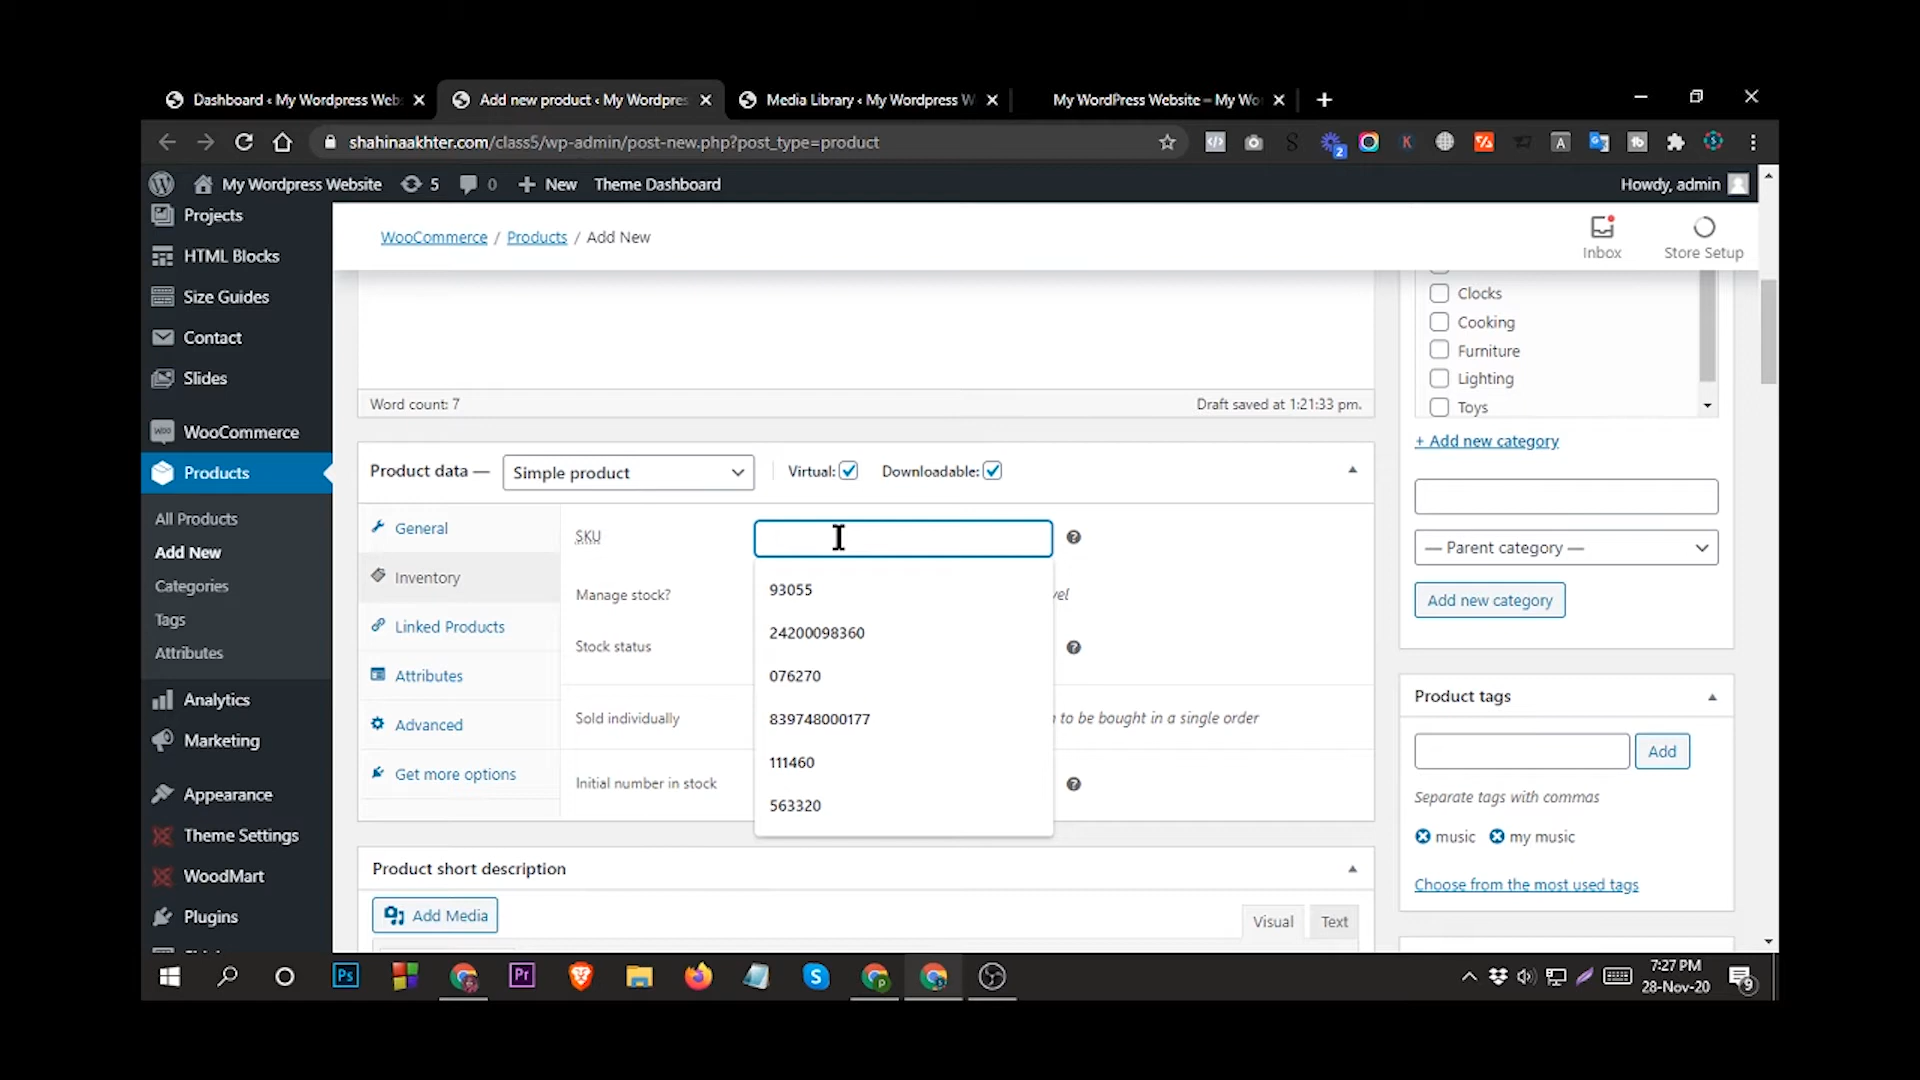 Dashboard ‹ My Wordpress Web
Add new product ‹ My Wordpres
Media Library ‹ My Wordpress W
My WordPress Website – My Wo
shahinaakhter.com/class5/wp-admin/post-new.php?post_type=product
My Wordpress Website
5
0
New
Theme Dashboard
Howdy, admin
Projects
HTML Blocks
Size Guides
Contact
Slides
WooCommerce
Products
All Products
Add New
Categories
Tags
Attributes
Analytics
Marketing
Appearance
Theme Settings
WoodMart
Plugins
WooCommerce / Products / Add New
Inbox
Store Setup
Word count: 7
Draft saved at 1:21:33 pm.
Product data —
Simple product
Virtual:
Downloadable:
General
Inventory
Linked Products
Attributes
Advanced
Get more options
SKU
Manage stock?
Stock status
Sold individually
n to be bought in a single order
Initial number in stock
93055
24200098360
076270
839748000177
111460
563320
Product short description
Add Media
Visual
Text
Clocks
Cooking
Furniture
Lighting
Toys
+ Add new category
— Parent category —
Add new category
Product tags
Add
Separate tags with commas
music
my music
Choose from the most used tags
Ps
Pr
7:27 PM
28-Nov-20
9